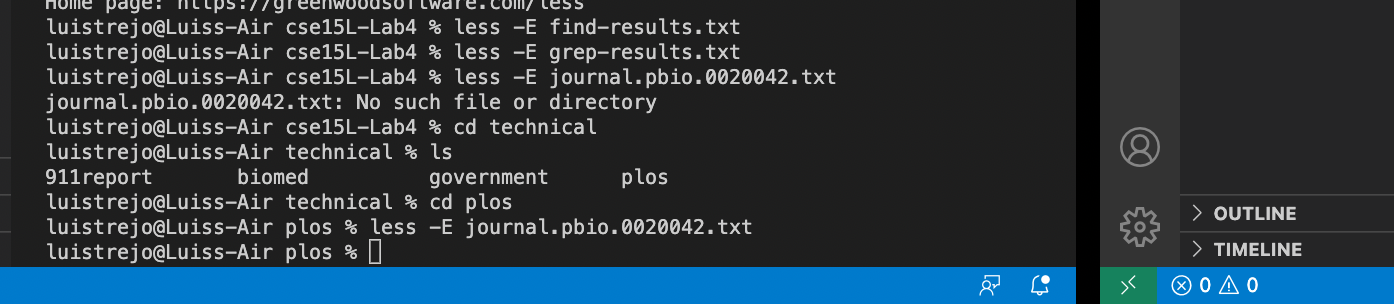 Home page: https://greenwoodsoftware.com/less
luistrejo@Luiss-Air cse15L-Lab4 % less -E find-results.txt
luistrejo@Luiss-Air cse15L-Lab4 % less -E grep-results.txt
luistrejo@Luiss-Air cse15L-Lab4 % less -E journal.pbio.0020042.txt
journal.pbio.0020042.txt: No such file or directory
luistrejo@Luiss-Air cse15L-Lab4 % cd technical
luistrejo@Luiss-Air technical % ls
911report biomed government plos
luistrejo@Luiss-Air technical % cd plos
luistrejo@Luiss-Air plos % less -E journal.pbio.0020042.txt
luistrejo@Luiss-Air plos %
OUTLINE
TIMELINE
0 0